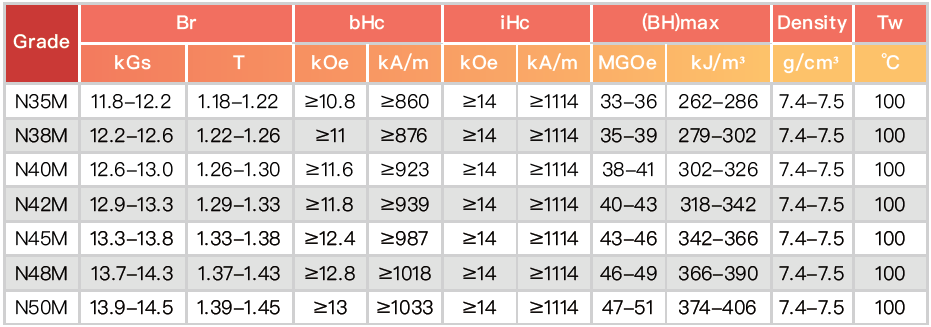 Grade Br bHc iHc (BH)max Density Tw
kGs T kOe kA/m kOe kA/m MGOe kJ/m³ g/cm³ °C
N35M 11.8–12.2 1.18–1.22 ≥10.8 ≥860 ≥14 ≥1114 33–36 262–286 7.4–7.5 100
N38M 12.2–12.6 1.22–1.26 ≥11 ≥876 ≥14 ≥1114 35–39 279–302 7.4–7.5 100
N40M 12.6–13.0 1.26–1.30 ≥11.6 ≥923 ≥14 ≥1114 38–41 302–326 7.4–7.5 100
N42M 12.9–13.3 1.29–1.33 ≥11.8 ≥939 ≥14 ≥1114 40–43 318–342 7.4–7.5 100
N45M 13.3–13.8 1.33–1.38 ≥12.4 ≥987 ≥14 ≥1114 43–46 342–366 7.4–7.5 100
N48M 13.7–14.3 1.37–1.43 ≥12.8 ≥1018 ≥14 ≥1114 46–49 366–390 7.4–7.5 100
N50M 13.9–14.5 1.39–1.45 ≥13 ≥1033 ≥14 ≥1114 47–51 374–406 7.4–7.5 100